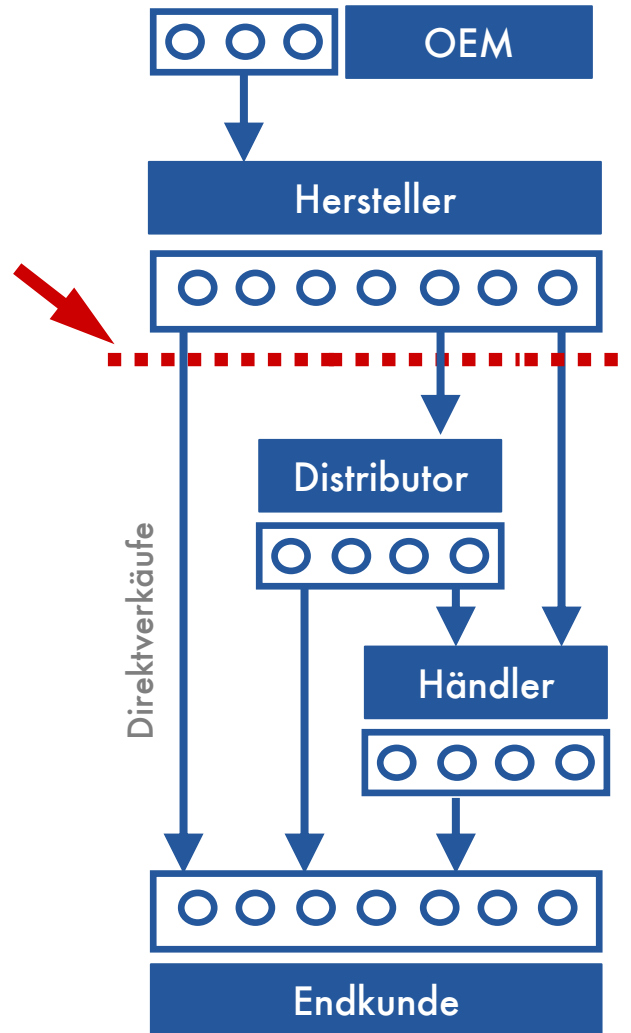 OEM
Hersteller
Distributor
Direktverkäufe
Händler
Endkunde